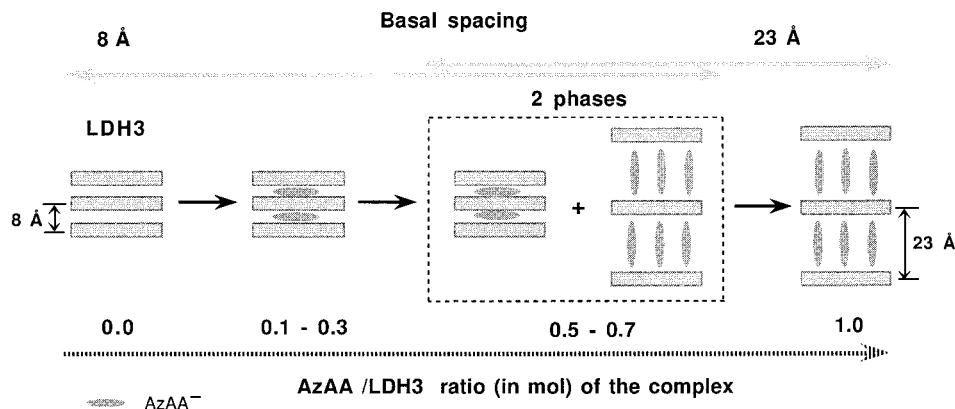 Basal spacing
8 Å 23 Å
2 phases
LDH3
8 Å
+
23 Å
0.0 0.1 - 0.3 0.5 - 0.7 1.0
AzAA /LDH3 ratio (in mol) of the complex
AzAA⁻